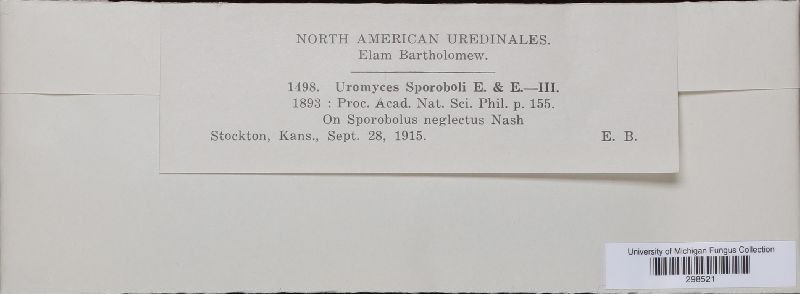 NORTH AMERICAN UREDINALES.
Elam Bartholomew.
1498. Uromyces Sporoboli E. & E.—III.
1893 : Proc. Acad. Nat. Sci. Phil. p. 155.
On Sporobolus neglectus Nash
Stockton, Kans., Sept. 28, 1915. E. B.
University of Michigan Fungus Collection
298521